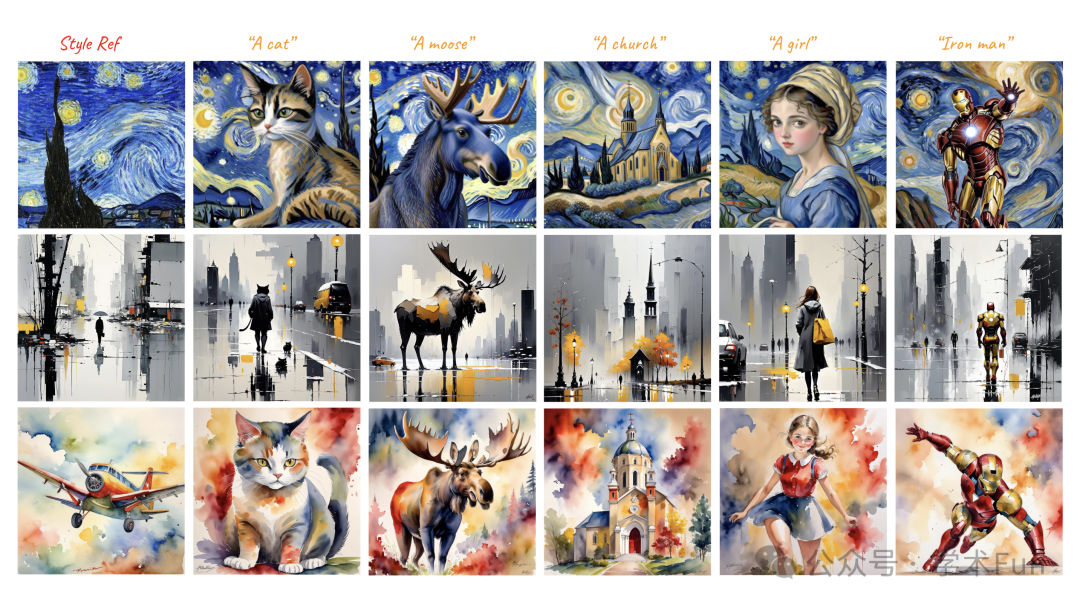 Style Ref
“A cat”
“A moose”
“A church”
“A girl”
“Iron man”
公众号 · 学术Fun